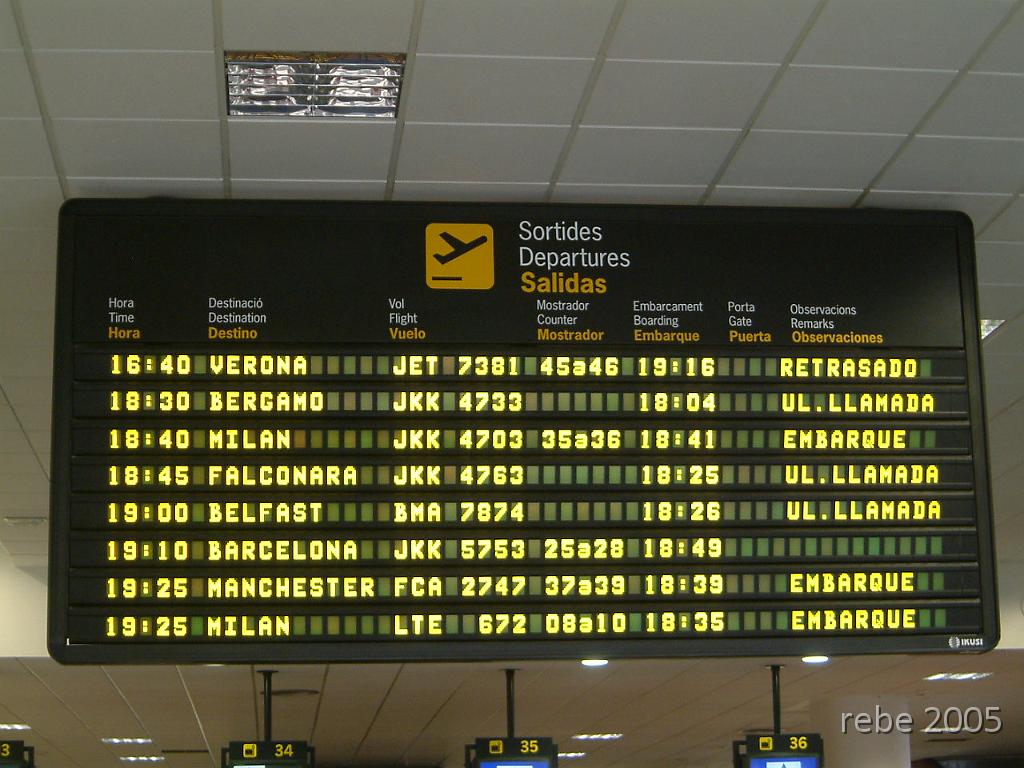 Sortides
Departures
Salidas
Hora Destinació Vol Mostrador Embarcament Porta Observacions
Time Destination Flight Counter Boarding Gate Remarks
Hora Destino Vuelo Mostrador Embarque Puerta Observaciones
16:40 VERONA JET 7381 45a46 19:16 RETRASADO
18:30 BERGAMO JKK 4733 18:04 UL.LLAMADA
18:40 MILAN JKK 4703 35a36 18:41 EMBARQUE
18:45 FALCONARA JKK 4763 18:25 UL.LLAMADA
19:00 BELFAST BMA 7874 18:26 UL.LLAMADA
19:10 BARCELONA JKK 5753 25a28 18:49
19:25 MANCHESTER FCA 2747 37a39 18:39 EMBARQUE
19:25 MILAN LTE 672 08a10 18:35 EMBARQUE
IKUSI
rebe 2005
3 34 35 36